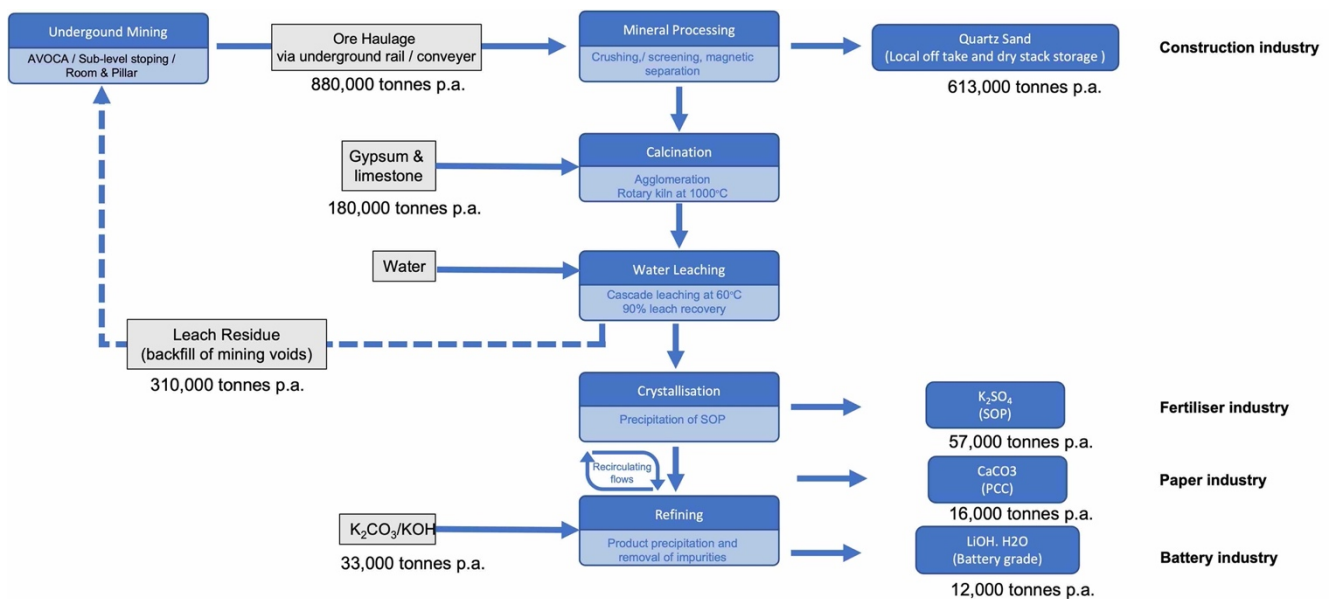 Undergound Mining
AVOCA / Sub-level stoping /
Room & Pillar
Ore Haulage
via underground rail / conveyer
880,000 tonnes p.a.
Mineral Processing
Crushing,/ screening, magnetic
separation
Quartz Sand
(Local off take and dry stack storage )
613,000 tonnes p.a.
Construction industry
Gypsum &
limestone
180,000 tonnes p.a.
Calcination
Agglomeration
Rotary kiln at 1000°C
Water
Water Leaching
Cascade leaching at 60°C
90% leach recovery
Leach Residue
(backfill of mining voids)
310,000 tonnes p.a.
Crystallisation
Precipitation of SOP
K₂SO₄
(SOP)
57,000 tonnes p.a.
Fertiliser industry
Recirculating
flows
CaCO3
(PCC)
16,000 tonnes p.a.
Paper industry
K₂CO₃/KOH
33,000 tonnes p.a.
Refining
Product precipitation and
removal of impurities
LiOH. H2O
(Battery grade)
12,000 tonnes p.a.
Battery industry